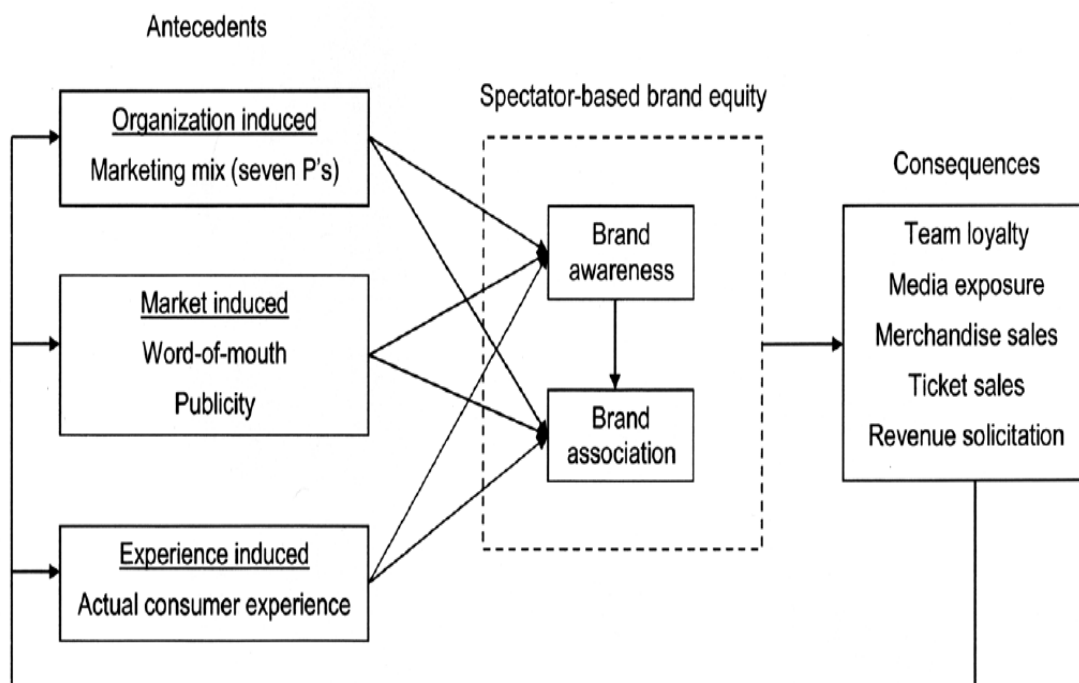 Antecedents
Organization induced
Marketing mix (seven P's)
Market induced
Word-of-mouth
Publicity
Experience induced
Actual consumer experience
Spectator-based brand equity
Brand
awareness
Brand
association
Consequences
Team loyalty
Media exposure
Merchandise sales
Ticket sales
Revenue solicitation